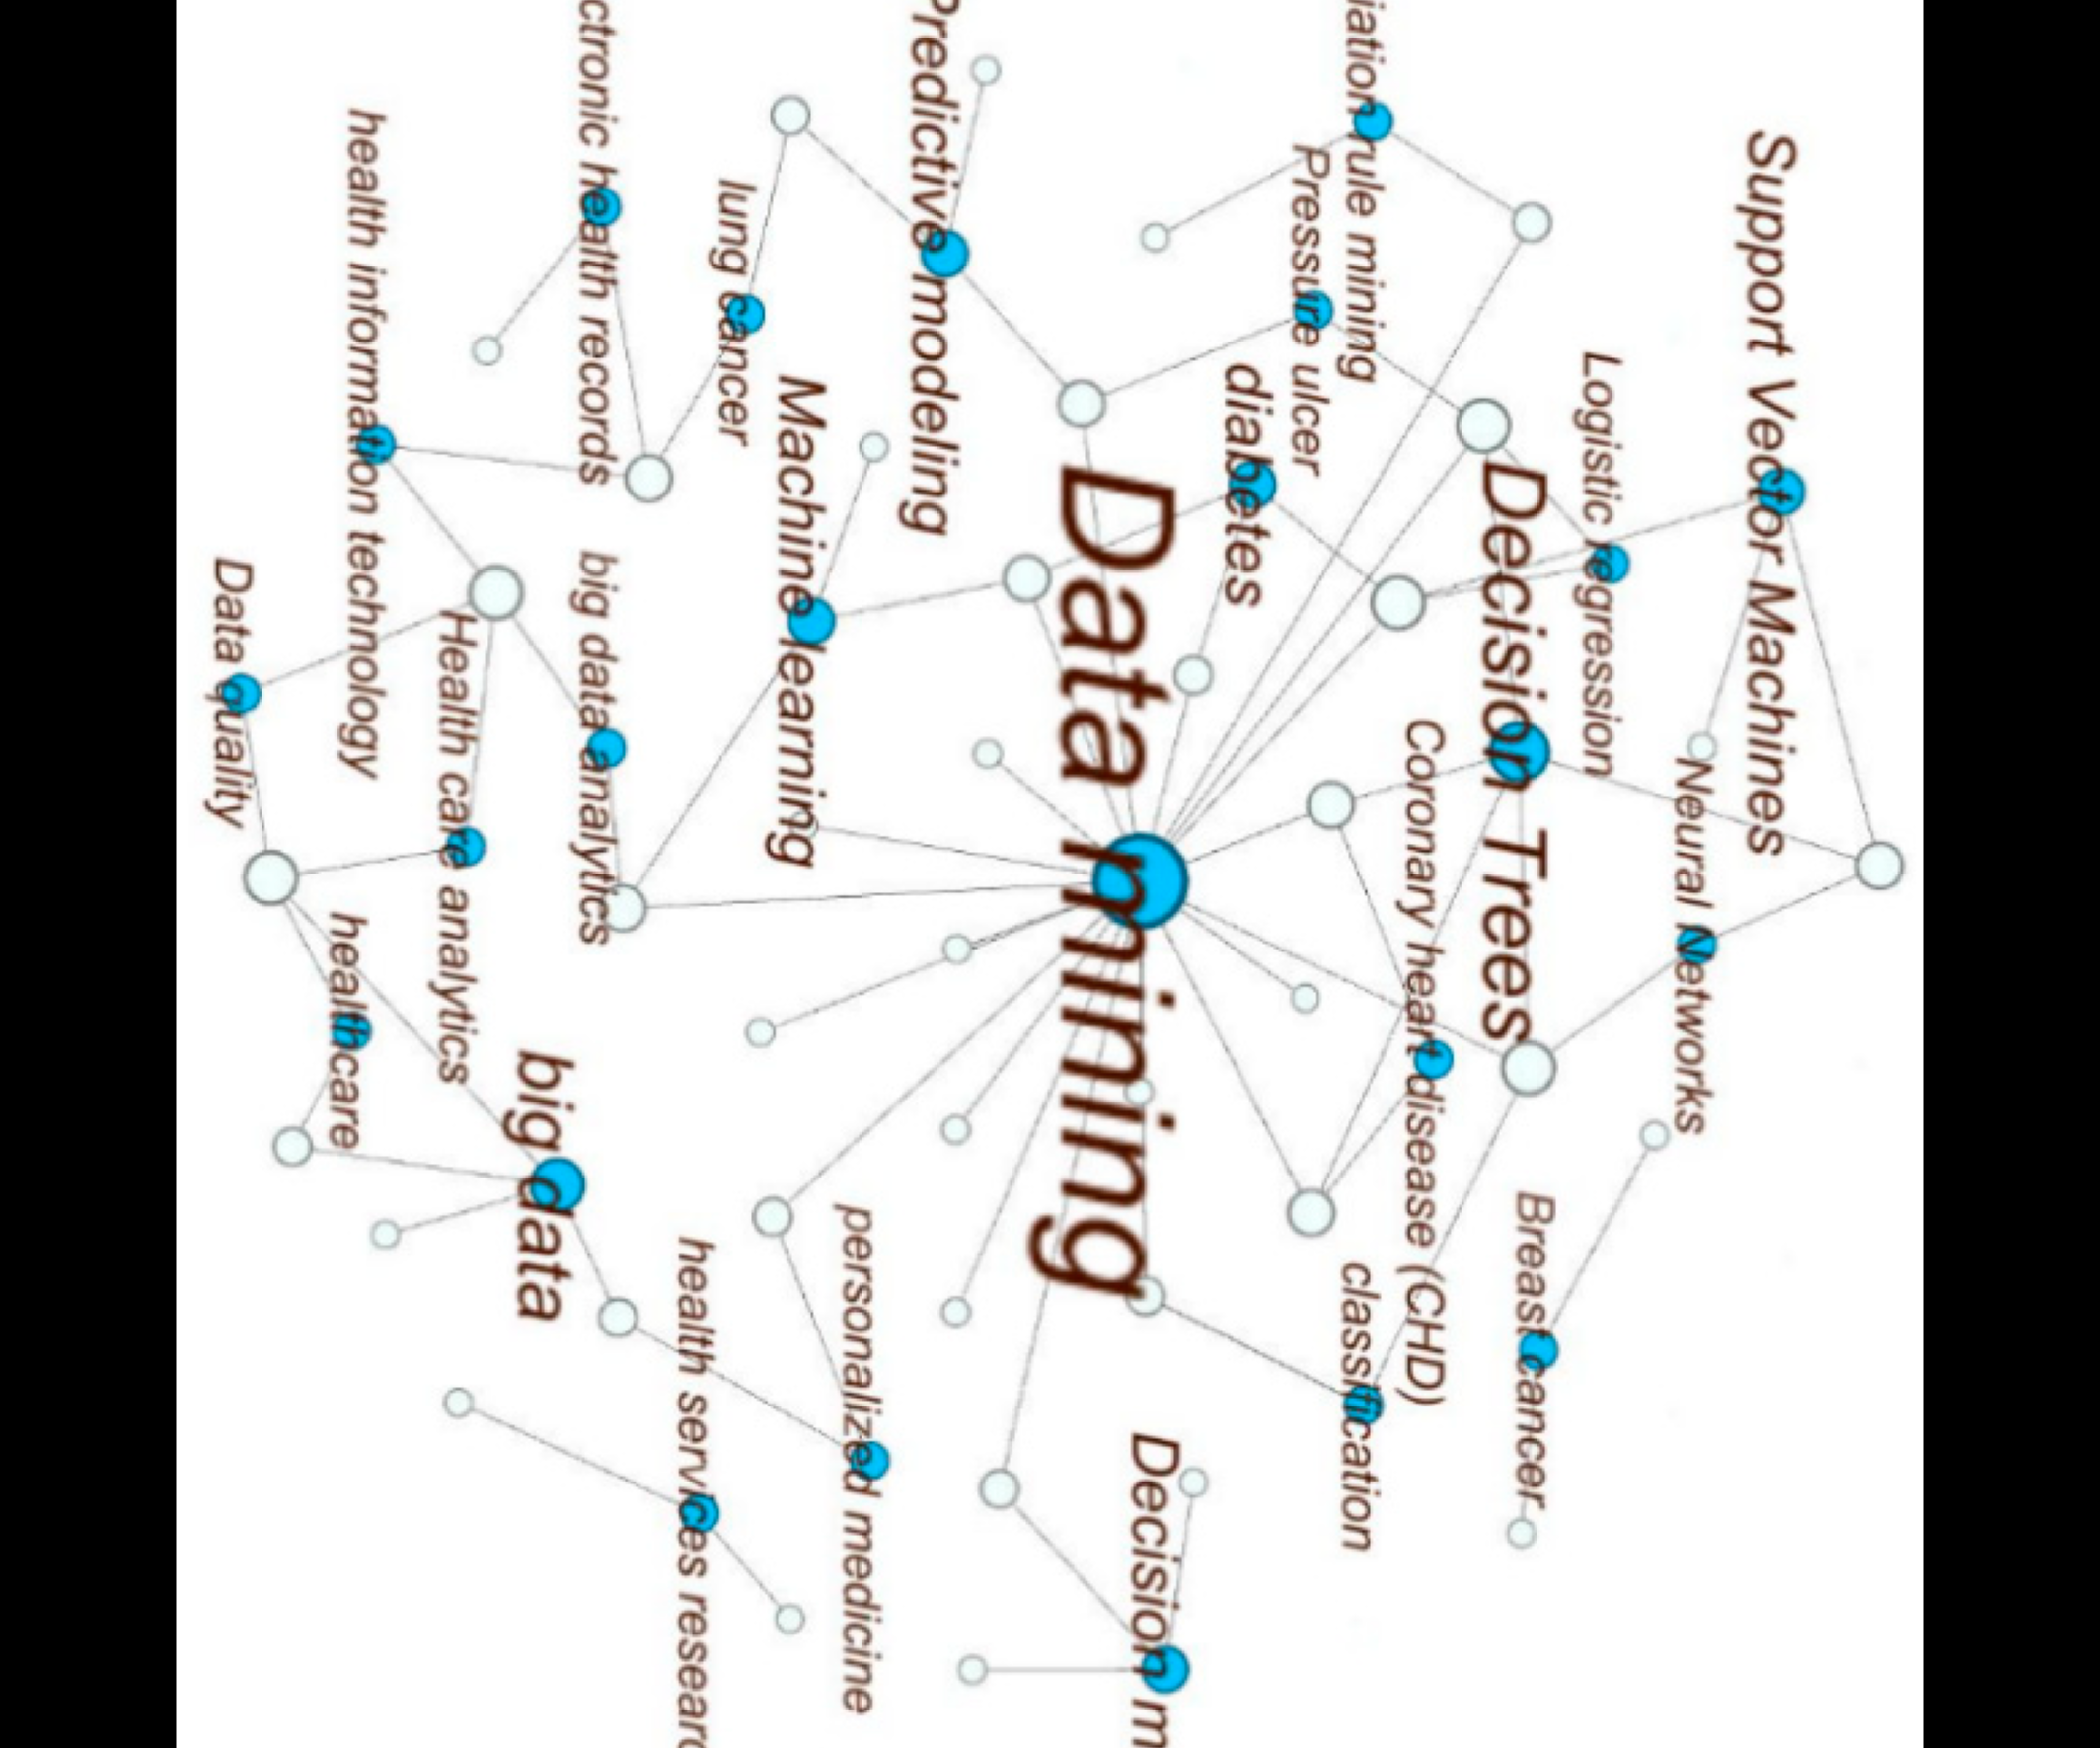 Support Vector Machines
Neural Networks
Logistic regression
Breast cancer
Decision Trees
Coronary heart disease (CHD)
iation rule mining
classification
Pressure ulcer
diabetes
Decision m
Data mining
Predictive modeling
personalized medicine
Machine learning
lung cancer
health services researc
ctronic health records
big data analytics
big data
Health care analytics
health information technology
healthcare
Data quality